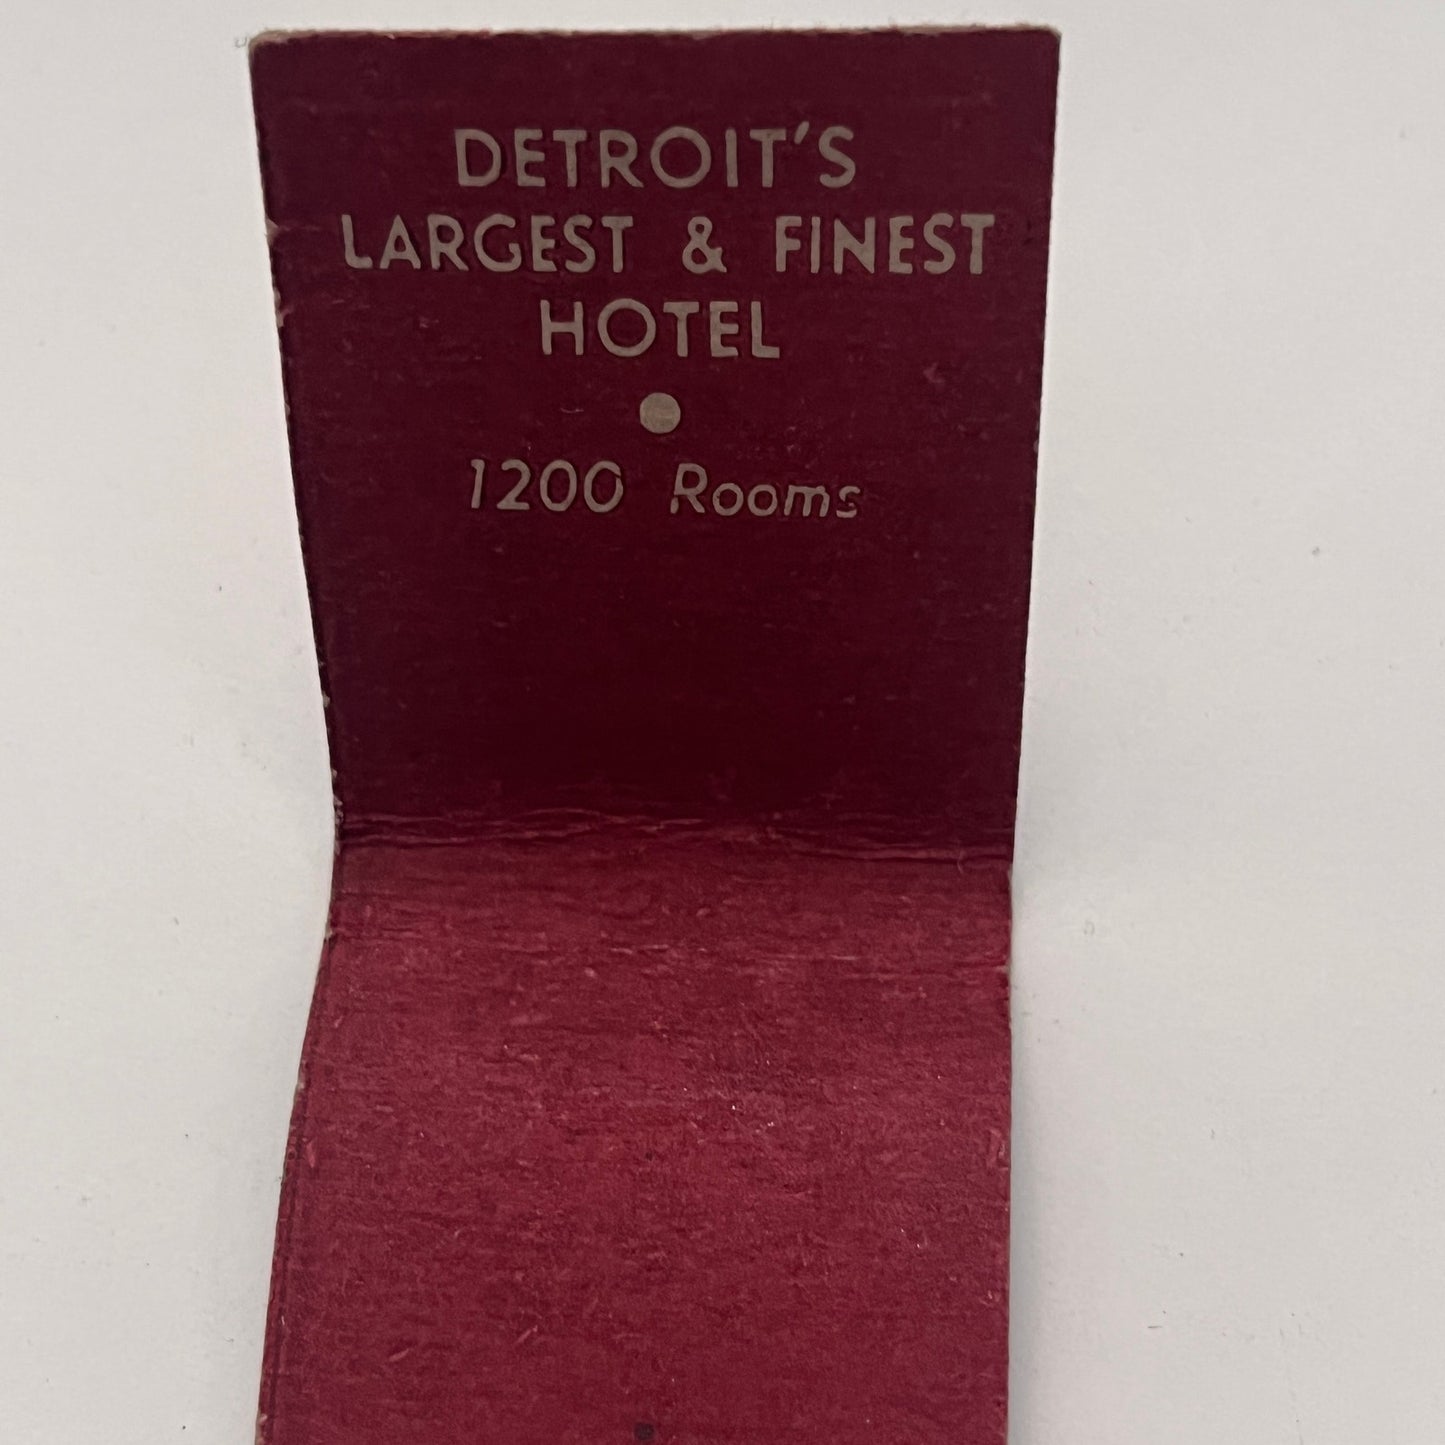 DETROIT'S
LARGEST & FINEST
HOTEL
1200 Rooms